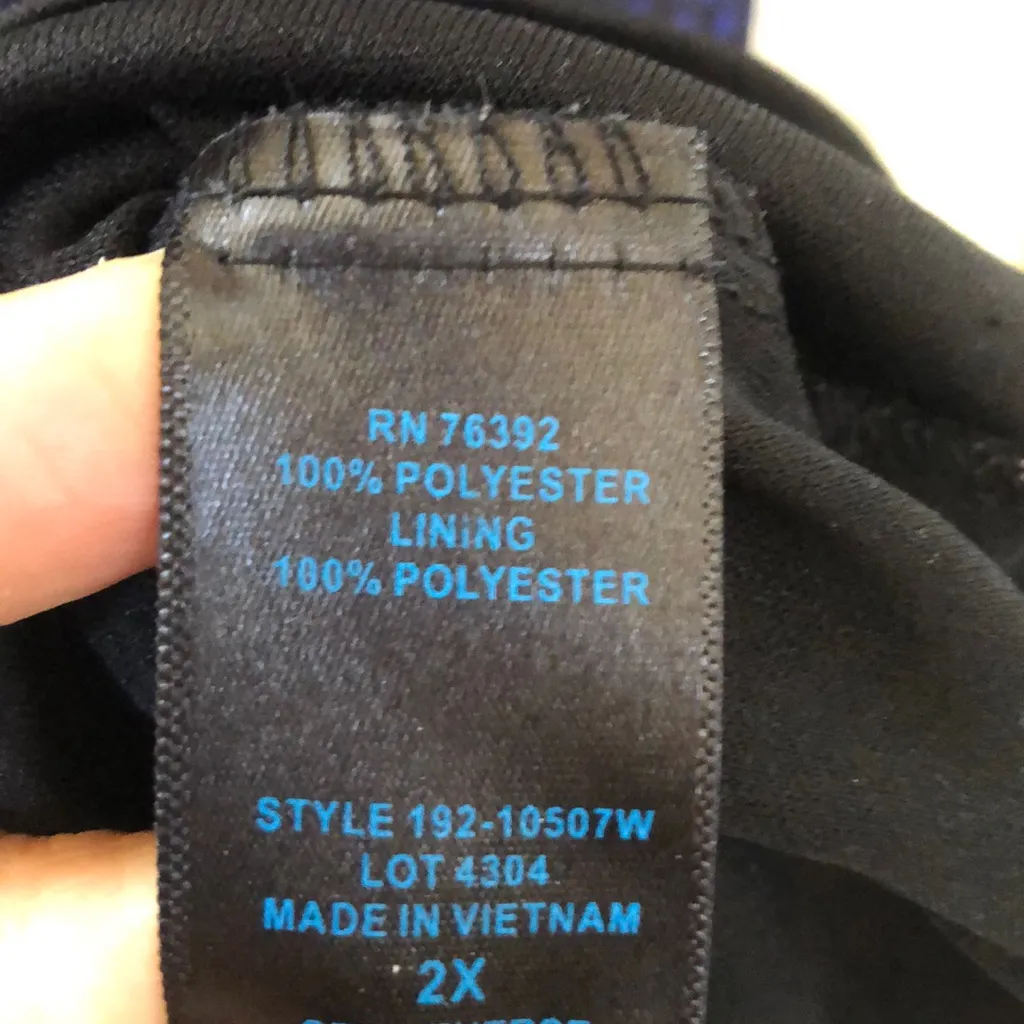 RN 76392
100% POLYESTER
LINING
100% POLYESTER
STYLE 192-10507W
LOT 4304
MADE IN VIETNAM
2X